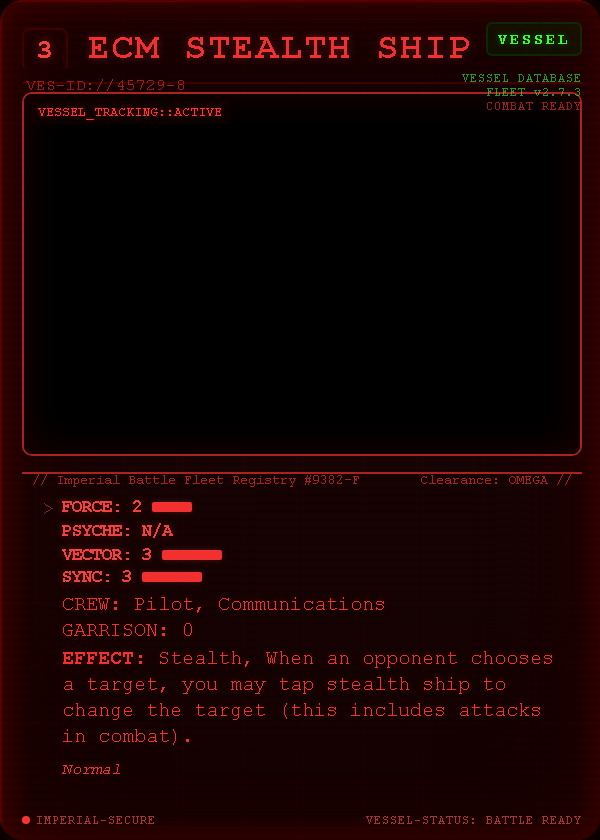 3 ECM STEALTH SHIP VESSEL
VES-ID://45729-8
VESSEL DATABASE
FLEET v2.7.3
COMBAT READY
VESSEL_TRACKING::ACTIVE
// Imperial Battle Fleet Registry #9382-F Clearance: OMEGA //
> FORCE: 2
PSYCHE: N/A
VECTOR: 3
SYNC: 3
CREW: Pilot, Communications
GARRISON: 0
EFFECT: Stealth, When an opponent chooses
a target, you may tap stealth ship to
change the target (this includes attacks
in combat).
Normal
IMPERIAL-SECURE VESSEL-STATUS: BATTLE READY